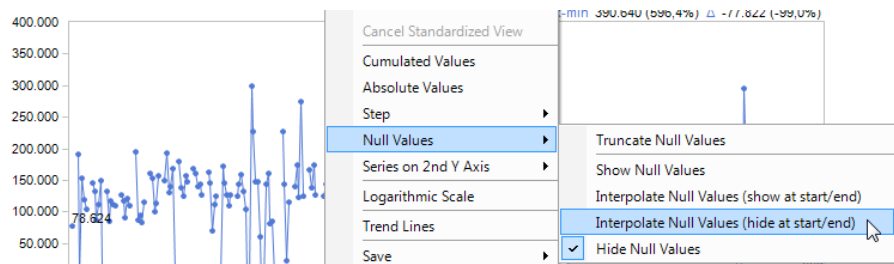 400.000
350.000
300.000
250.000
200.000
150.000
100.000
50.000
78.624
Cancel Standardized View
Cumulated Values
Absolute Values
Step
Null Values
Series on 2nd Y Axis
Logarithmic Scale
Trend Lines
Save
-min 390.640 (596,4%) Δ -77.822 (-99,0%)
Truncate Null Values
Show Null Values
Interpolate Null Values (show at start/end)
Interpolate Null Values (hide at start/end)
Hide Null Values